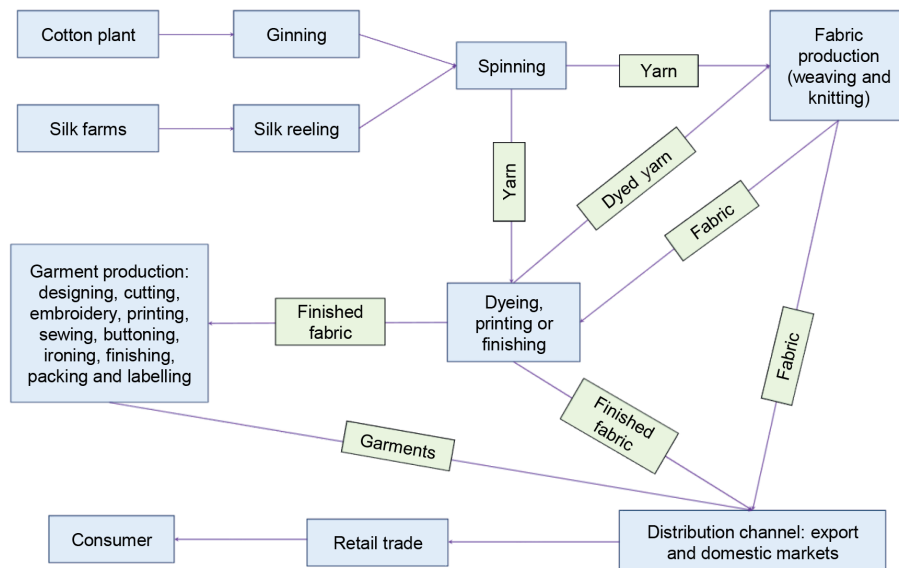 Cotton plant
Ginning
Spinning
Yarn
Fabric
production
(weaving and
knitting)
Silk farms
Silk reeling
Yarn
Dyed yarn
Fabric
Garment production:
designing, cutting,
embroidery, printing,
sewing, buttoning,
ironing, finishing,
packing and labelling
Finished
fabric
Dyeing,
printing or
finishing
Fabric
Garments
Finished
fabric
Consumer
Retail trade
Distribution channel: export
and domestic markets